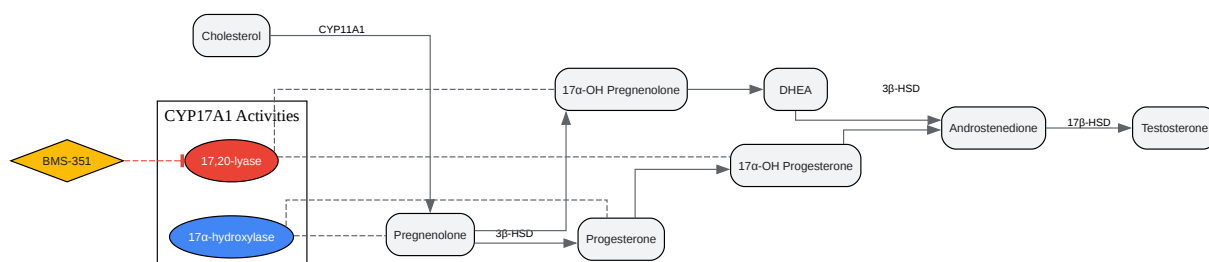 Cholesterol
CYP11A1
17α-OH Pregnenolone
DHEA
3β-HSD
CYP17A1 Activities
Androstenedione
17β-HSD
Testosterone
BMS-351
17,20-lyase
17α-OH Progesterone
17α-hydroxylase
Pregnenolone
3β-HSD
Progesterone